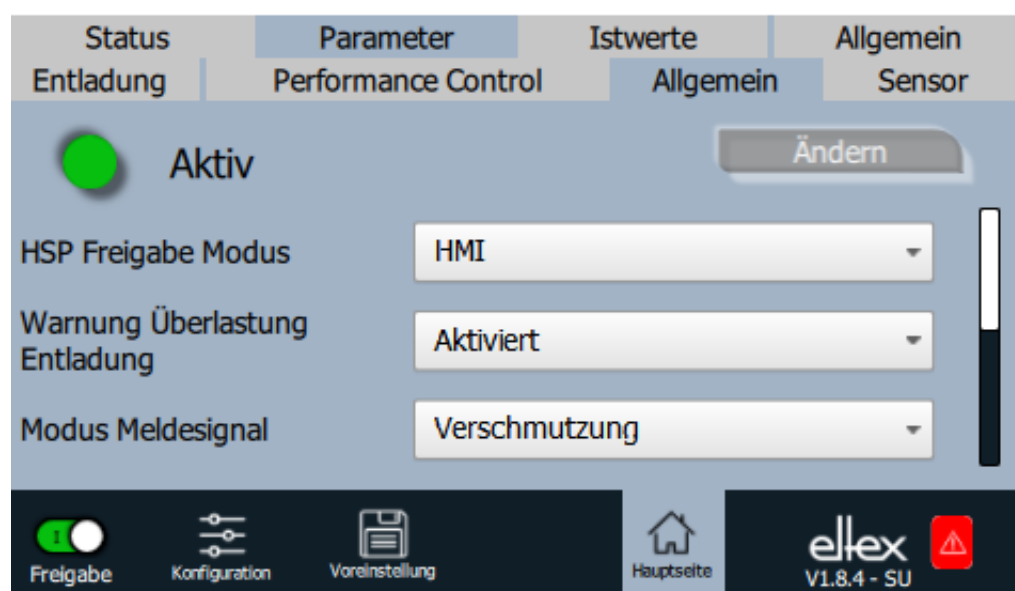 Status Parameter Istwerte Allgemein
Entladung Performance Control Allgemein Sensor
Aktiv Ändern
HSP Freigabe Modus HMI
Warnung Überlastung
Entladung
Aktiviert
Modus Meldesignal Verschmutzung
I
Freigabe Konfiguration Voreinstellung Hauptseite
eltex
V1.8.4 - SU